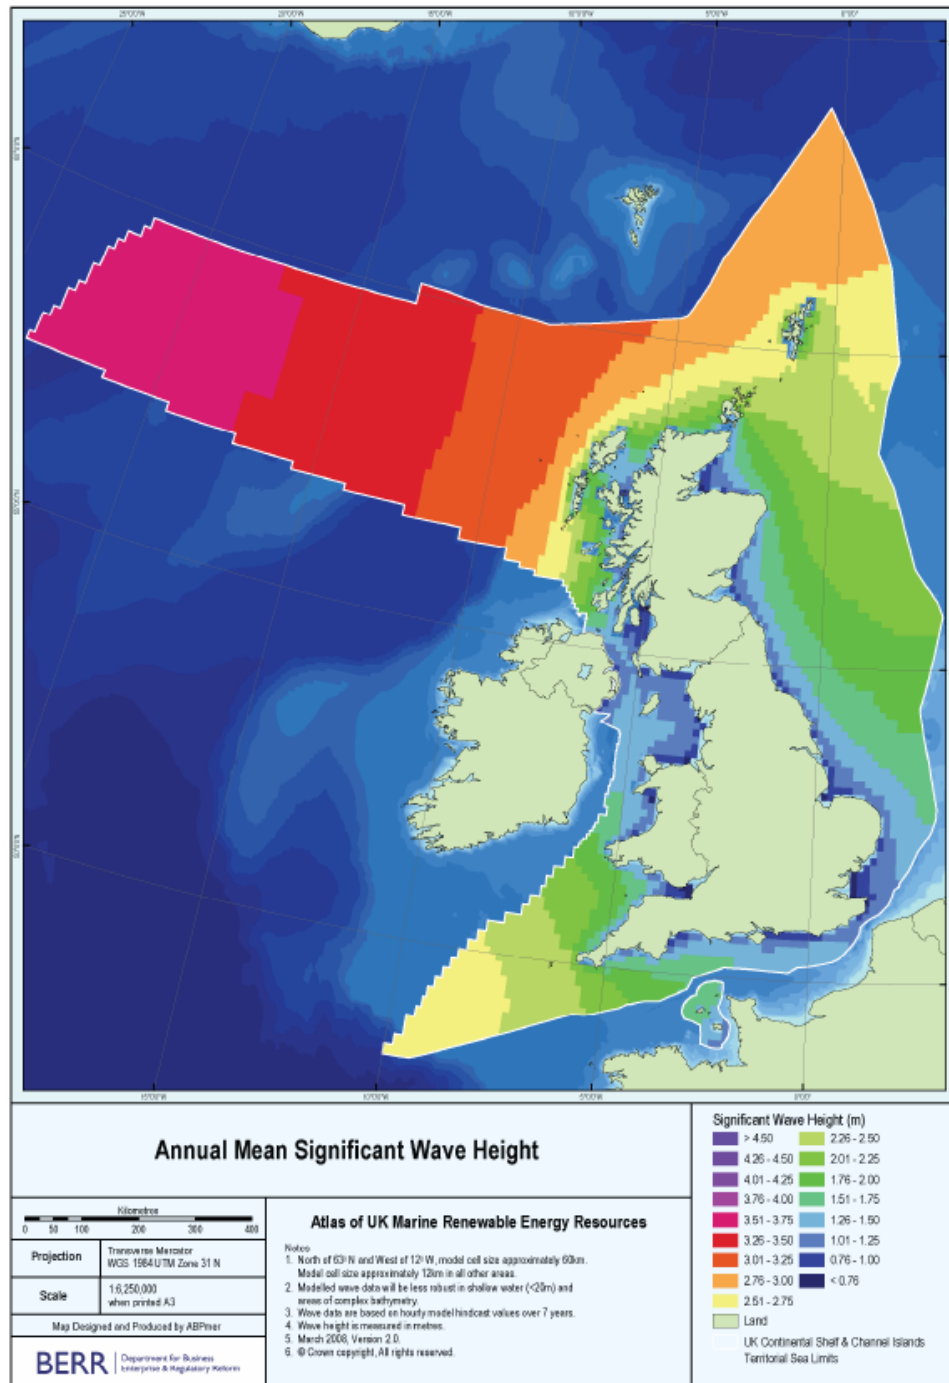 Annual Mean Significant Wave Height
Kilometres
0 50 100 200 300 400
Projection
Transverse Mercator
WGS 1984 UTM Zone 31 N
Scale
1:6,250,000
when printed A3
Map Designed and Produced by ABPmer
BERR
Department for Business
Enterprise & Regulatory Reform
Atlas of UK Marine Renewable Energy Resources
Notes
1. North of 63° N and West of 12° W, model cell size approximately 60km.
Model cell size approximately 12km in all other areas.
2. Modelled wave data will be less robust in shallow water (<20m) and
areas of complex bathymetry.
3. Wave data are based on hourly model hindcast values over 7 years.
4. Wave height is measured in metres.
5. March 2008, Version 2.0.
6. © Crown copyright, All rights reserved.
Significant Wave Height (m)
> 4.50
4.26 - 4.50
4.01 - 4.25
3.76 - 4.00
3.51 - 3.75
3.26 - 3.50
3.01 - 3.25
2.76 - 3.00
2.51 - 2.75
2.26 - 2.50
2.01 - 2.25
1.76 - 2.00
1.51 - 1.75
1.26 - 1.50
1.01 - 1.25
0.76 - 1.00
< 0.76
Land
UK Continental Shelf & Channel Islands
Territorial Sea Limits